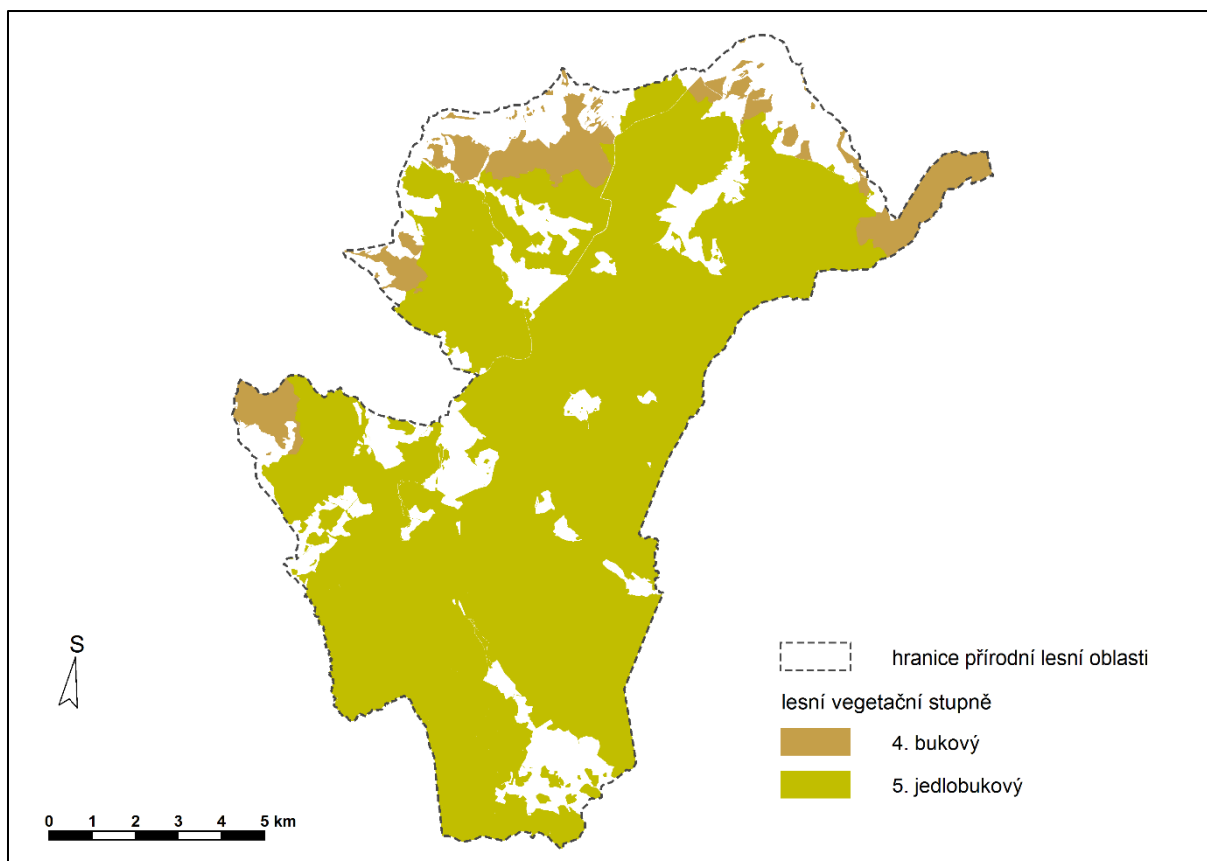 S
hranice přírodní lesní oblasti
lesní vegetační stupně
4. bukový
5. jedlobukový
0 1 2 3 4 5 km